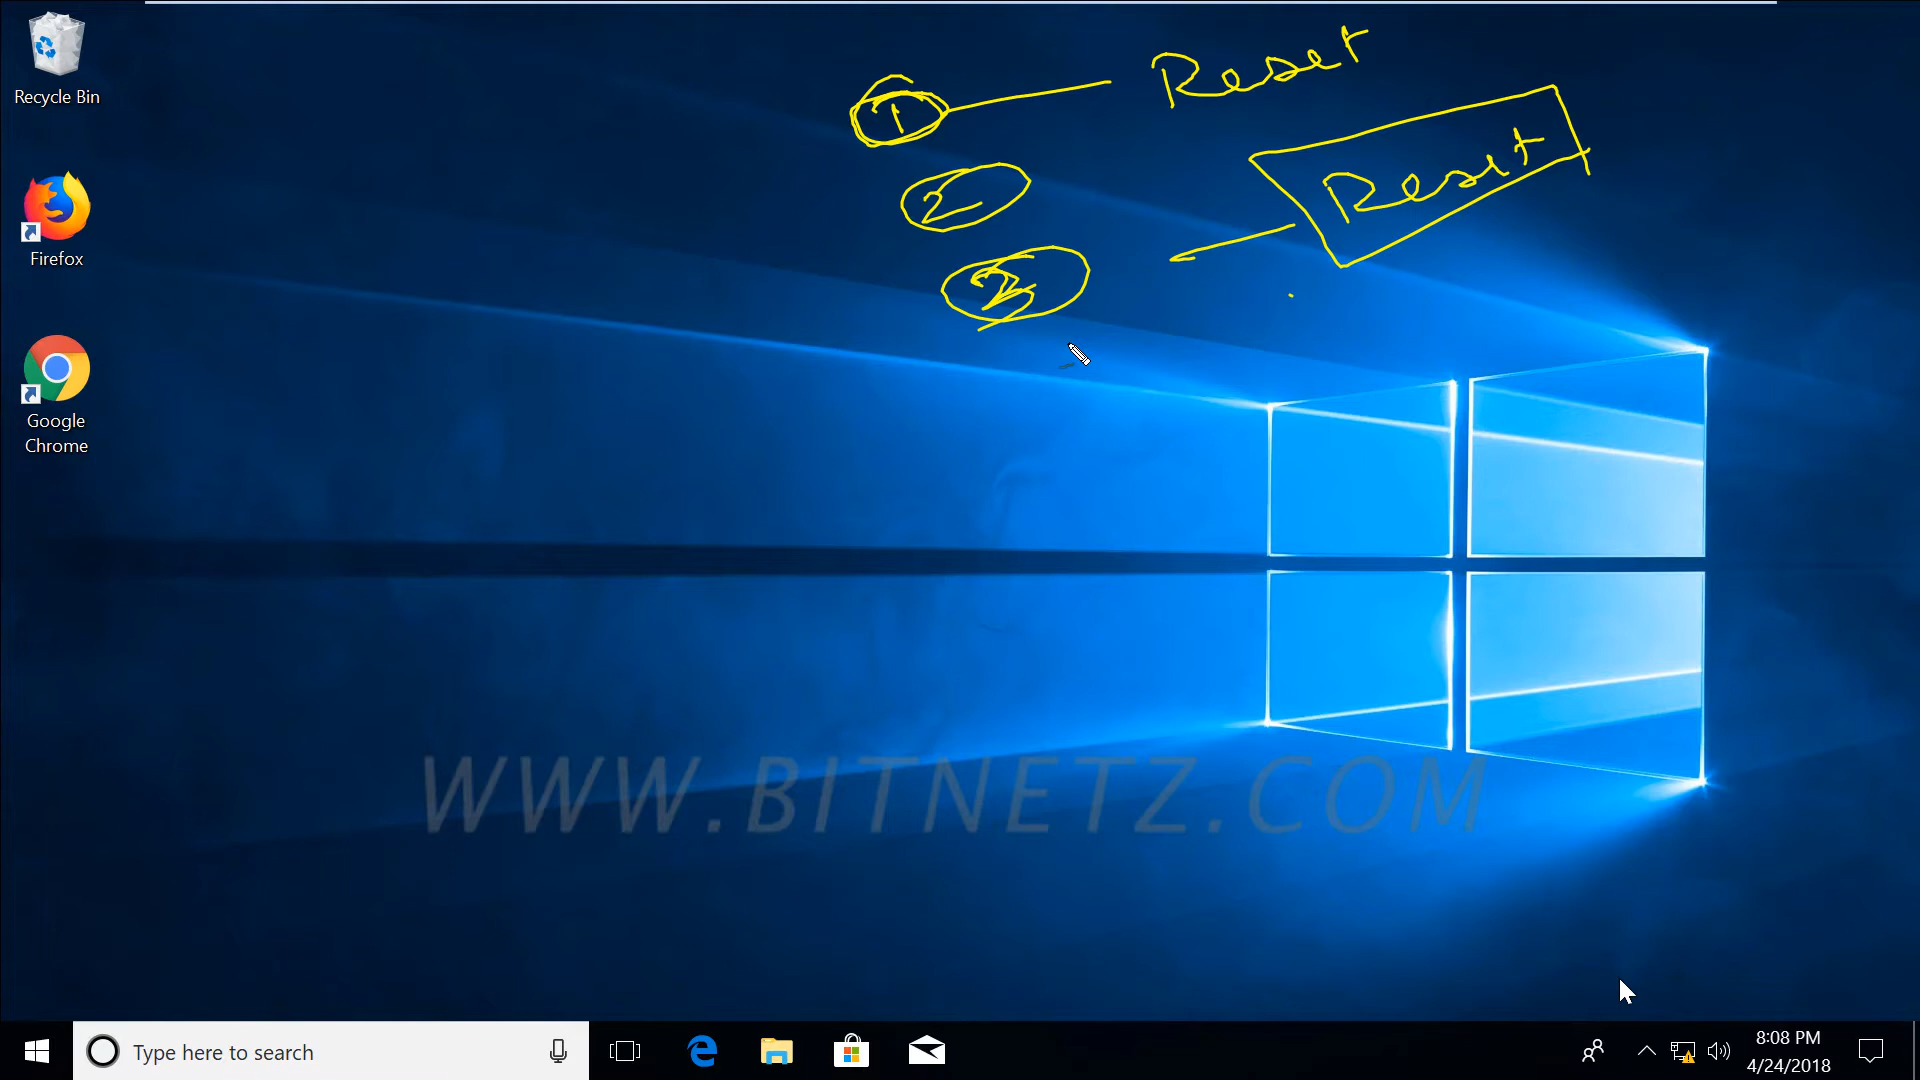 Recycle Bin
Firefox
Google
Chrome
1
Reset
2
Reset
3
WWW.BITNETZ.COM
Type here to search
8:08 PM
4/24/2018